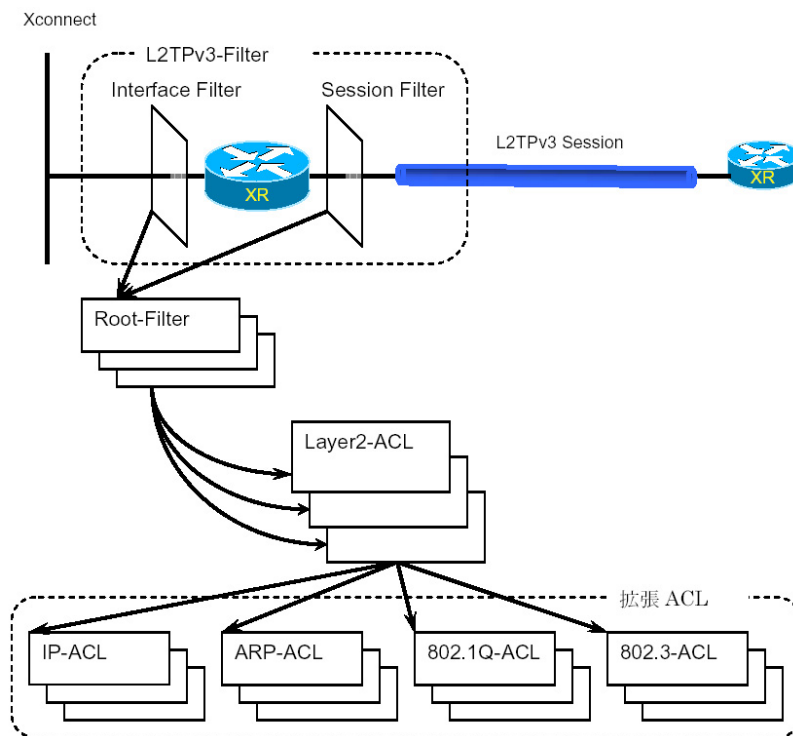 Xconnect
L2TPv3-Filter
Interface Filter
Session Filter
L2TPv3 Session
XR
XR
Root-Filter
Layer2-ACL
拡張 ACL
IP-ACL
ARP-ACL
802.1Q-ACL
802.3-ACL